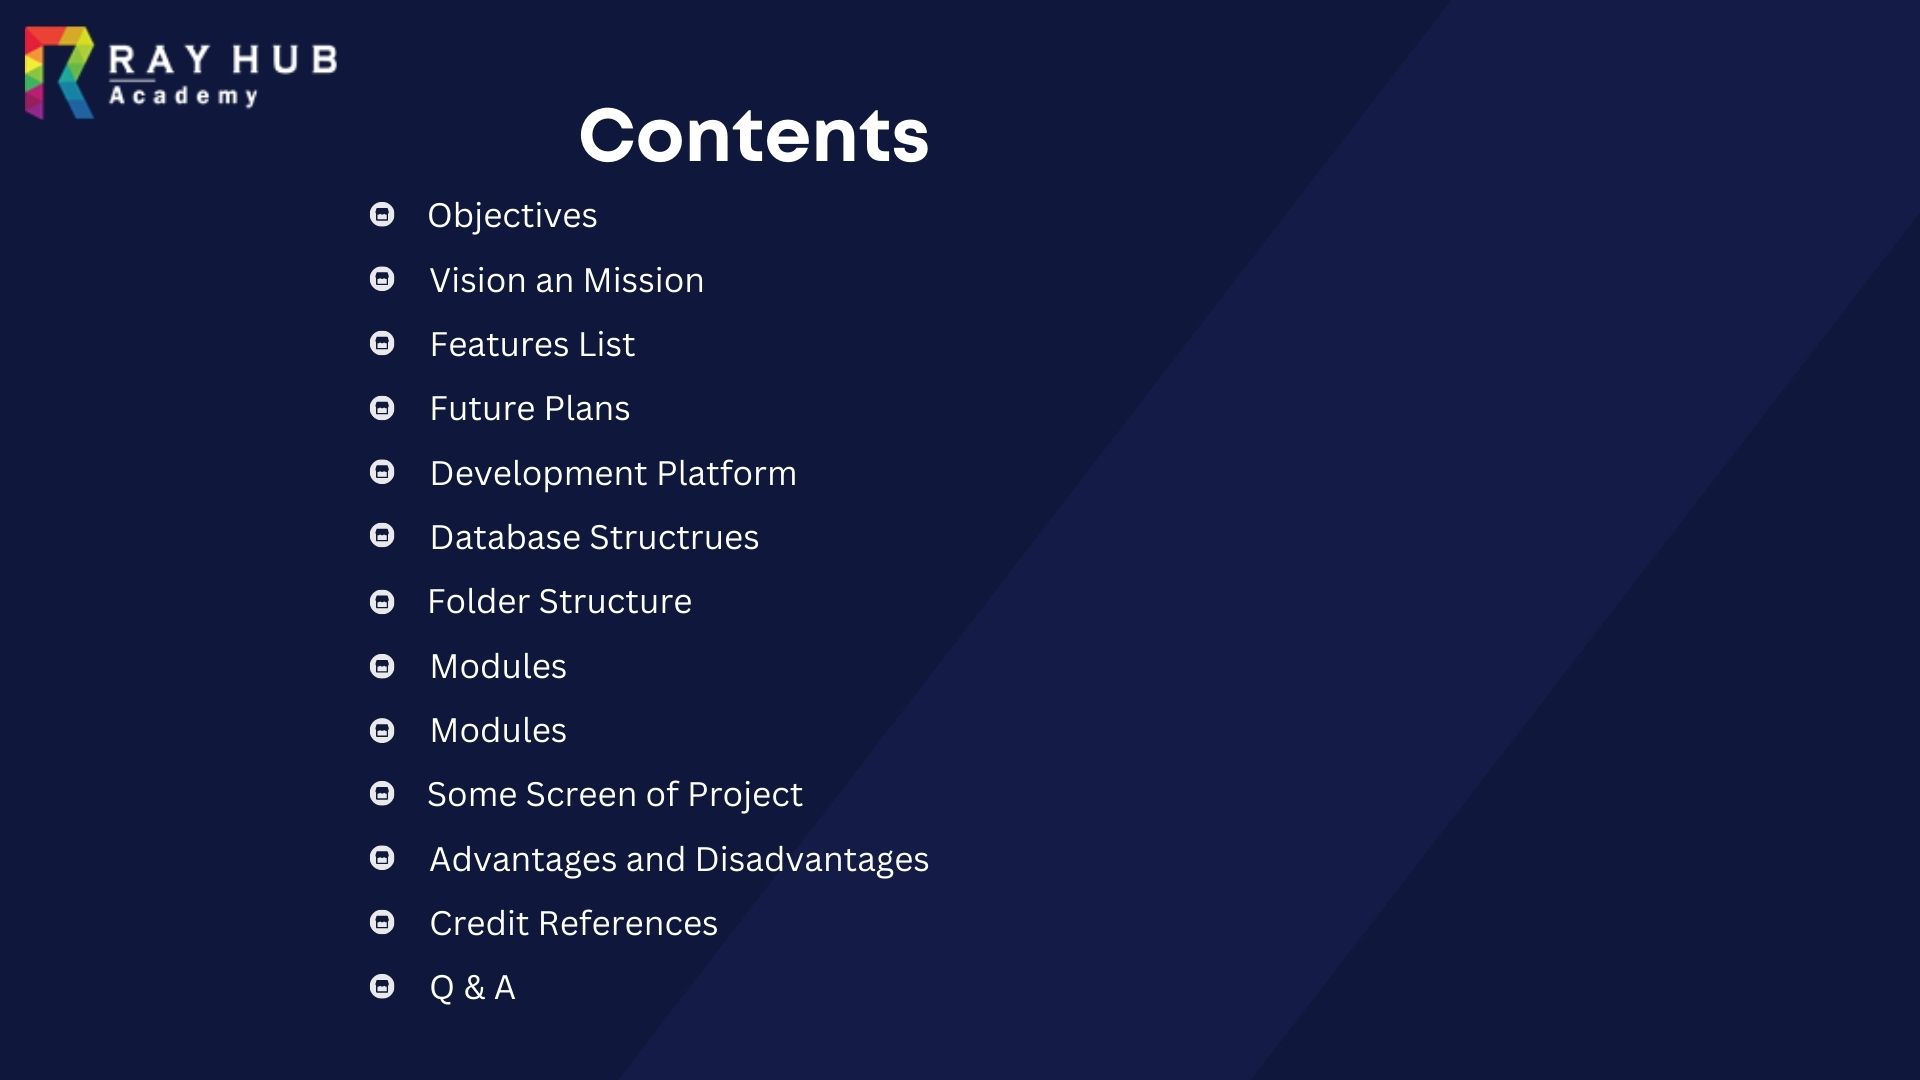 RAY HUB
Academy
Contents
Objectives
Vision an Mission
Features List
Future Plans
Development Platform
Database Structrues
Folder Structure
Modules
Modules
Some Screen of Project
Advantages and Disadvantages
Credit References
Q & A